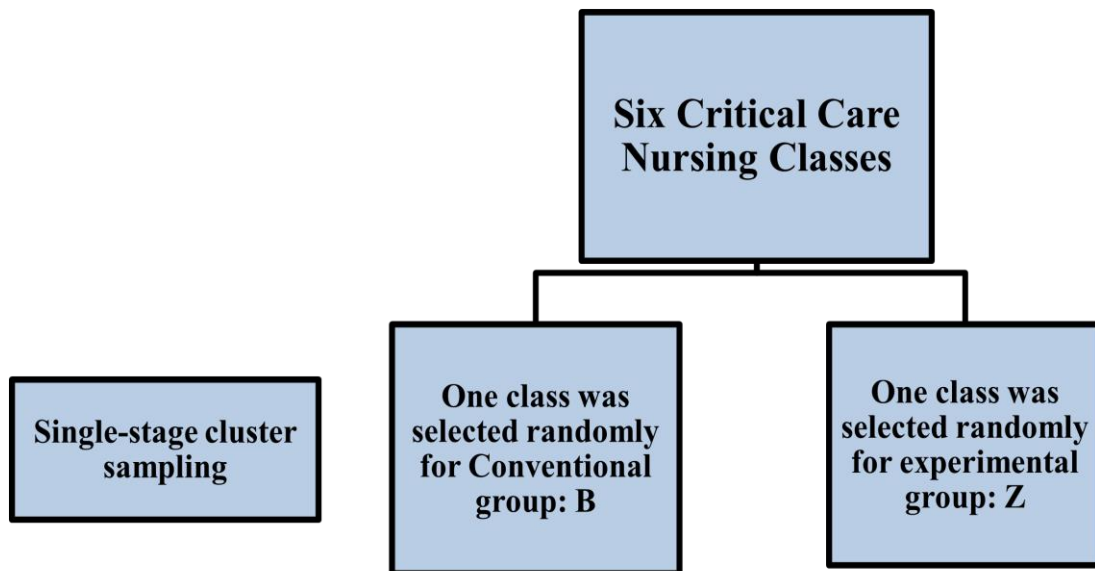 Six Critical Care
Nursing Classes
Single-stage cluster
sampling
One class was
selected randomly
for Conventional
group: B
One class was
selected randomly
for experimental
group: Z